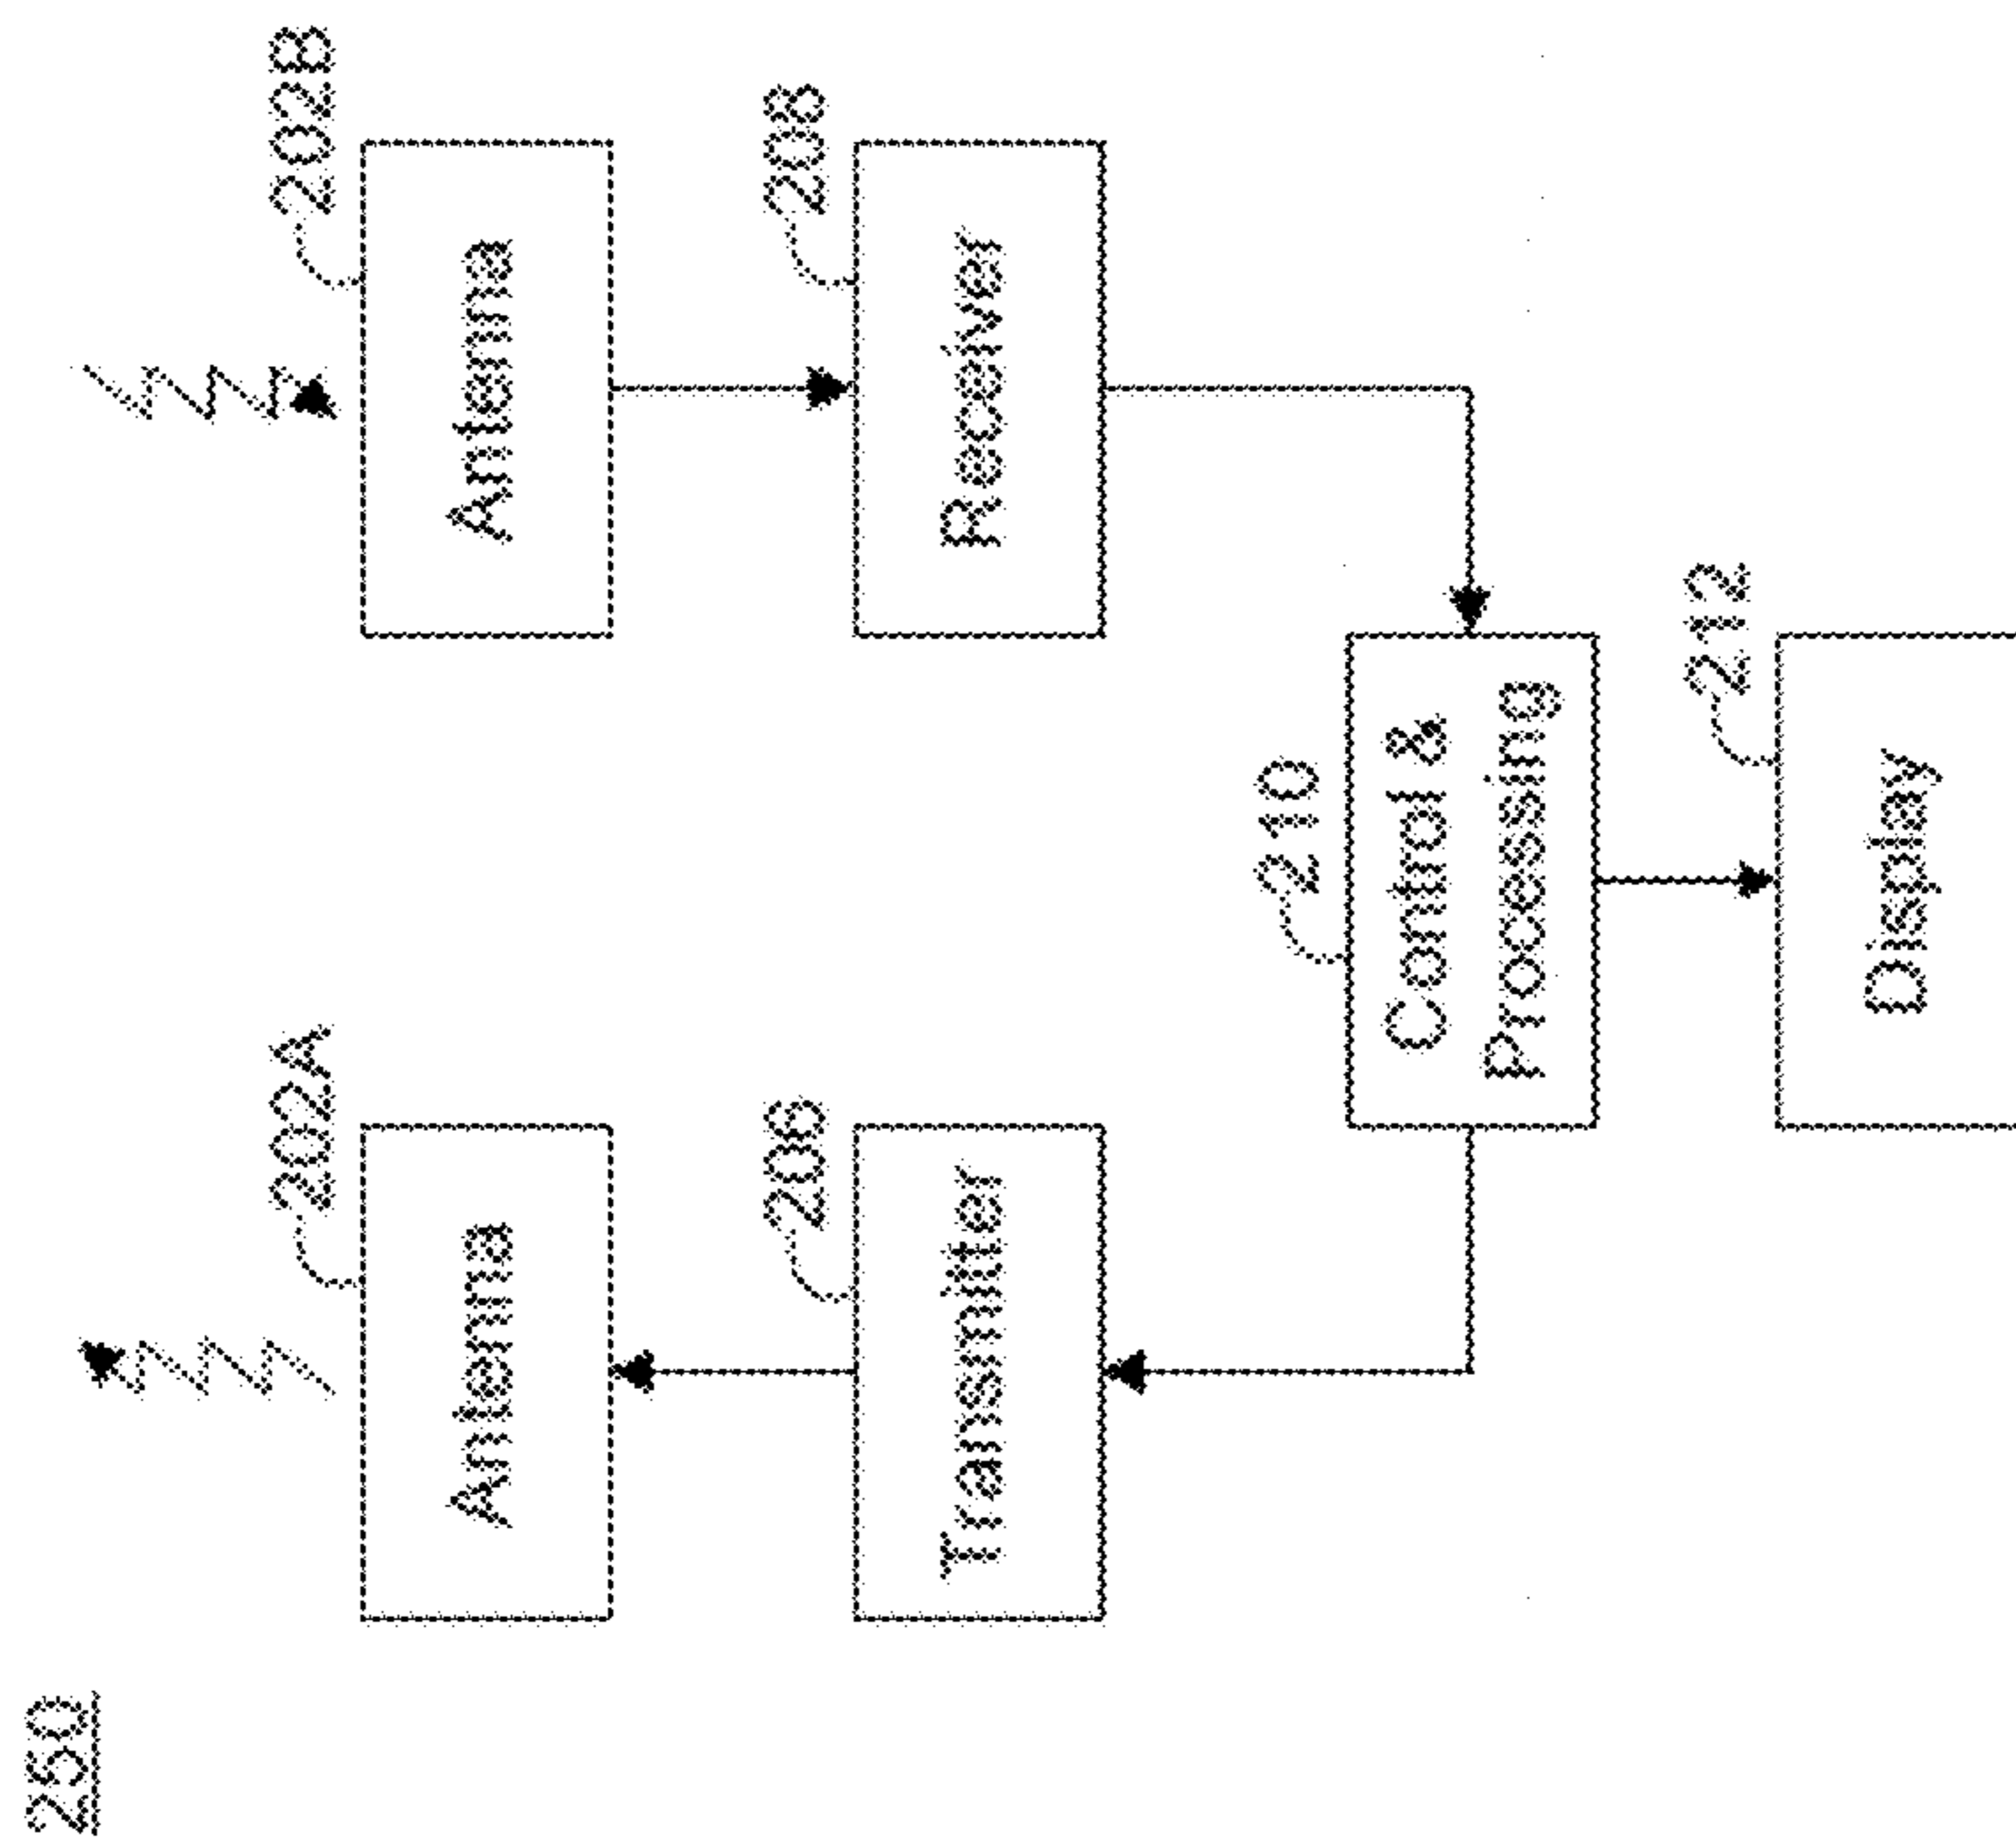 250
202A
Antenna
206
Transmitter
202B
Antenna
208
Receiver
210
Control &
Processing
212
Display